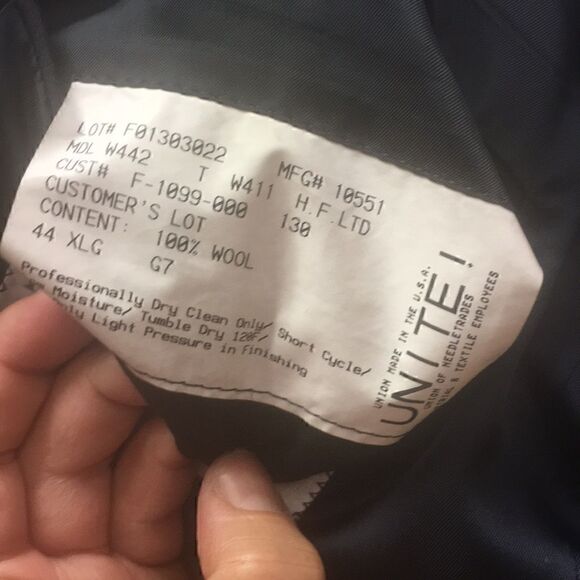 LOT# F01303022 MFG# 10551
MDL W442 T W411 H.F.LTD
CUST# F-1099-000 130
CUSTOMER'S LOT
CONTENT: 100% WOOL
44 XLG G7
Professionally Dry Clean Only/ Short Cycle/
Moisture/ Tumble Dry 120F/
Light Pressure in Finishing
UNION MADE IN THE U.S.A.
UNITE!
UNION OF NEEDLETRADES
& TEXTILE EMPLOYEES